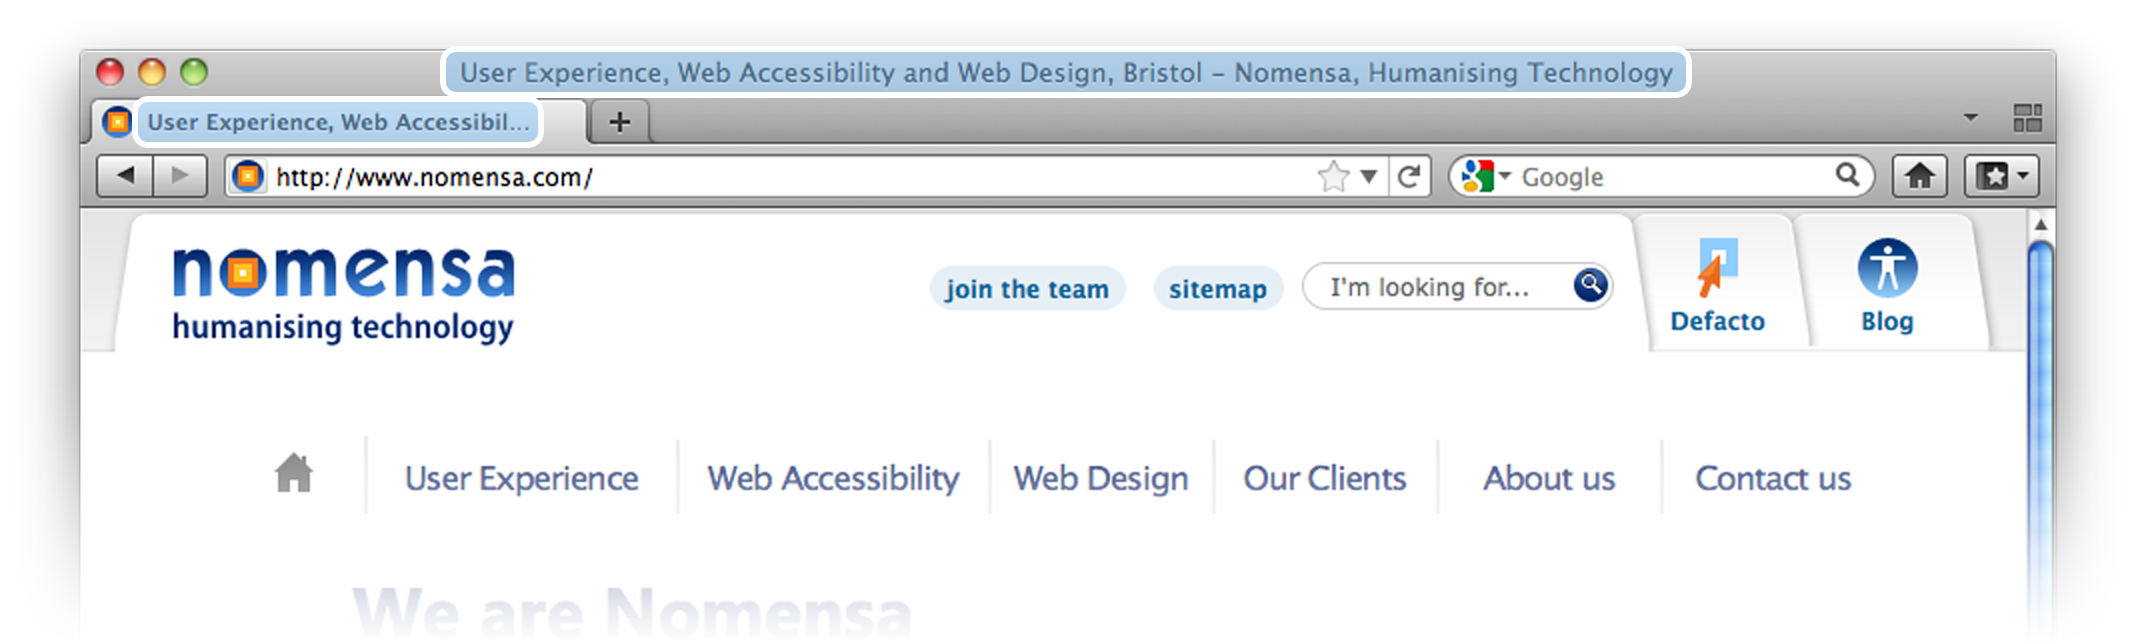 User Experience, Web Accessibility and Web Design, Bristol – Nomensa, Humanising Technology
User Experience, Web Accessibil...
http://www.nomensa.com/
Google
nomensa
humanising technology
join the team
sitemap
I'm looking for...
Defacto
Blog
User Experience
Web Accessibility
Web Design
Our Clients
About us
Contact us
We are Nomensa